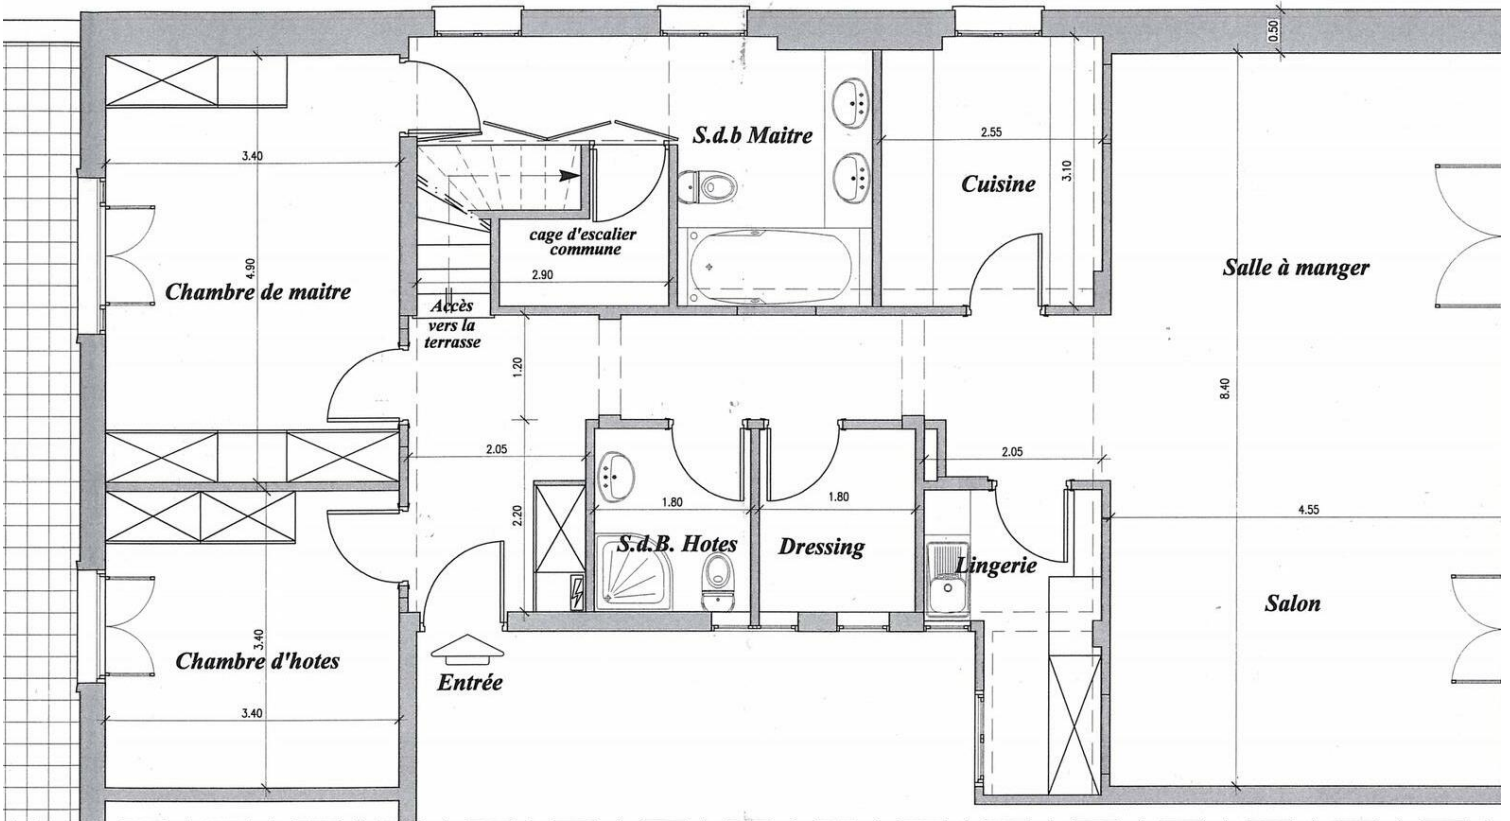 0.50
S.d.b Maitre
2.55
3.40
3.10
Cuisine
cage d'escalier
commune
Salle à manger
4.90
2.90
Chambre de maitre
Accès
vers la
terrasse
1.20
8.40
2.05
2.05
1.80
1.80
2.20
4.55
S.d.B. Hotes
Dressing
Lingerie
Salon
3.40
Chambre d'hotes
Entrée
3.40